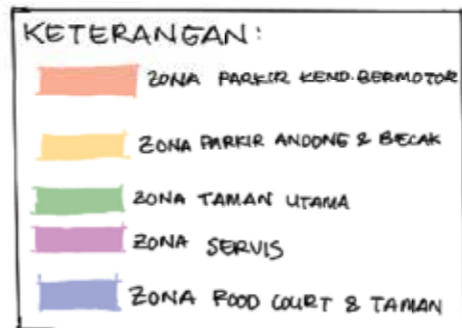 KETERANGAN:
ZONA PARKIR KEND. BERMOTOR
ZONA PARKIR ANDONG & BECAK
ZONA TAMAN UTAMA
ZONA SERVIS
ZONA FOOD COURT & TAMAN